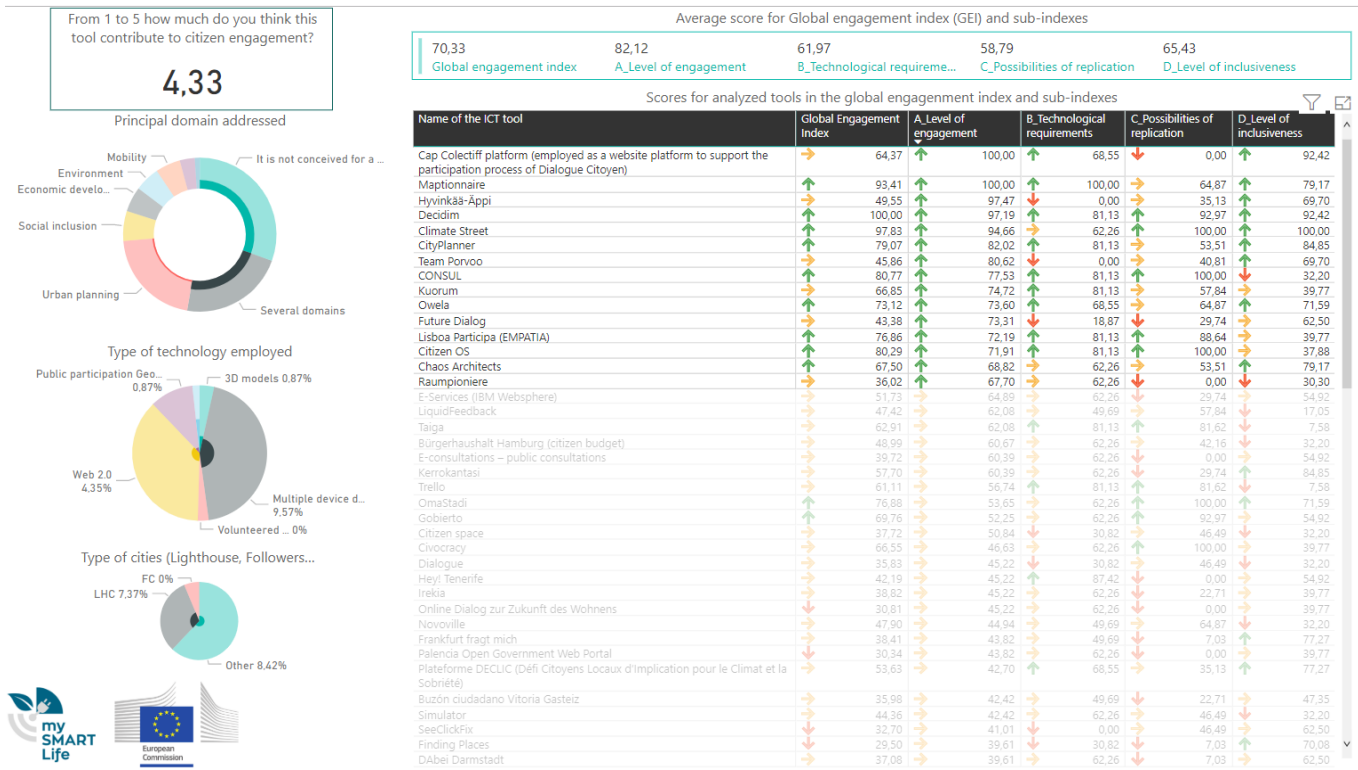 From 1 to 5 how much do you think this
tool contribute to citizen engagement?
4,33
Principal domain addressed
Mobility
It is not conceived for a ...
Environment
Economic develo...
Social inclusion
Urban planning
Several domains
Type of technology employed
Public participation Geo...
0,87%
3D models 0,87%
Web 2.0
4,35%
Multiple device d...
9,57%
Volunteered ... 0%
Type of cities (Lighthouse, Followers...
FC 0%
LHC 7,37%
Other 8,42%
my
SMART
Life
European
Commission
Average score for Global engagement index (GEI) and sub-indexes
70,33 82,12 61,97 58,79 65,43
Global engagement index A_Level of engagement B_Technological requireme... C_Possibilities of replication D_Level of inclusiveness
Scores for analyzed tools in the global engagenment index and sub-indexes
Name of the ICT tool Global Engagement A_Level of B_Technological C_Possibilities of D_Level of
Index engagement requirements replication inclusiveness
Cap Colectiff platform (employed as a website platform to support the 64,37 100,00 68,55 0,00 92,42
participation process of Dialogue Citoyen)
Maptionnaire 93,41 100,00 100,00 64,87 79,17
Hyvinkää-Äppi 49,55 97,47 0,00 35,13 69,70
Decidim 100,00 97,19 81,13 92,97 92,42
Climate Street 97,83 94,66 62,26 100,00 100,00
CityPlanner 79,07 82,02 81,13 53,51 84,85
Team Porvoo 45,86 80,62 0,00 40,81 69,70
CONSUL 80,77 77,53 81,13 100,00 32,20
Kuorum 66,85 74,72 81,13 57,84 39,77
Owela 73,12 73,60 68,55 64,87 71,59
Future Dialog 43,38 73,31 18,87 29,74 62,50
Lisboa Participa (EMPATIA) 76,86 72,19 81,13 88,64 39,77
Citizen OS 80,29 71,91 81,13 100,00 37,88
Chaos Architects 67,50 68,82 62,26 53,51 79,17
Raumpioniere 36,02 67,70 62,26 0,00 30,30
E-Services (IBM Websphere) 51,73 64,89 62,26 29,74 54,92
LiquidFeedback 47,42 62,08 49,69 57,84 17,05
Taiga 62,91 62,08 81,13 81,62 7,58
Bürgerhaushalt Hamburg (citizen budget) 48,99 60,67 62,26 42,16 32,20
E-consultations – public consultations 39,72 60,39 62,26 0,00 54,92
Kerrokantasi 57,70 60,39 62,26 29,74 84,85
Trello 61,11 56,74 81,13 81,62 7,58
OmaStadi 76,88 53,65 62,26 100,00 71,59
Gobierto 69,76 52,25 62,26 92,97 54,92
Citizen space 37,72 50,84 30,82 46,49 32,20
Civocracy 66,55 46,63 62,26 100,00 39,77
Dialogue 35,83 45,22 30,82 46,49 32,20
Hey! Tenerife 42,19 45,22 87,42 0,00 54,92
Irekia 38,82 45,22 62,26 22,71 39,77
Online Dialog zur Zukunft des Wohnens 30,81 45,22 62,26 0,00 39,77
Novoville 47,90 44,94 49,69 64,87 32,20
Frankfurt fragt mich 38,41 43,82 49,69 7,03 77,27
Palencia Open Government Web Portal 30,34 43,82 62,26 0,00 39,77
Plateforme DECLIC (Défi Citoyens Locaux d'Implication pour le Climat et la 53,63 42,70 68,55 35,13 77,27
Sobriété)
Buzón ciudadano Vitoria Gasteiz 35,98 42,42 49,69 22,71 47,35
Simulator 44,36 42,42 62,26 46,49 32,20
SeeClickFix 32,70 41,01 0,00 46,49 62,50
Finding Places 29,50 39,61 30,82 7,03 70,08
DAbei Darmstadt 37,08 39,61 62,26 7,03 62,50